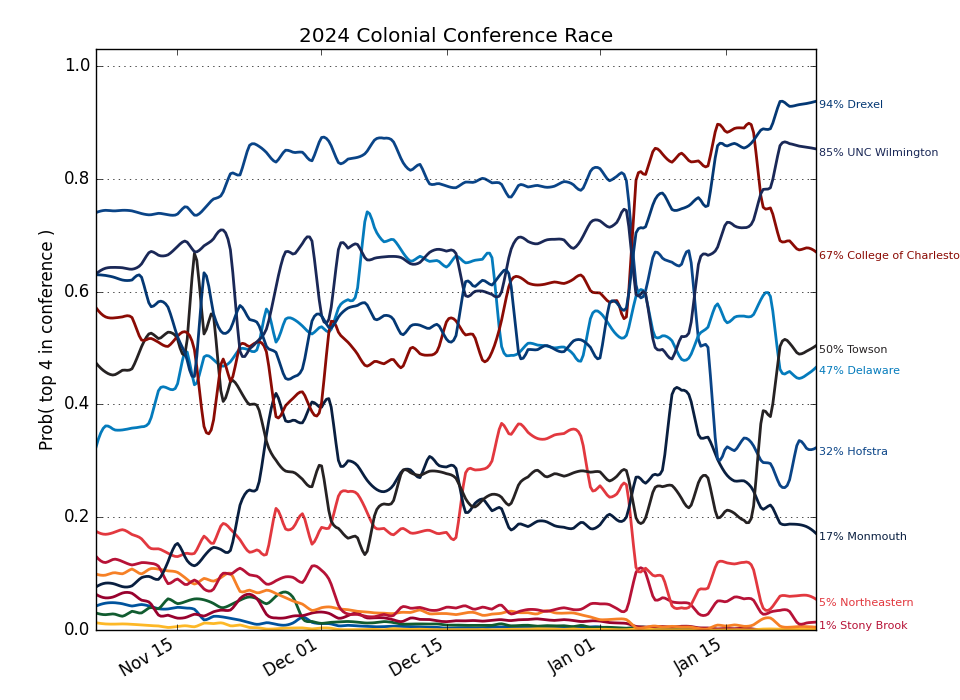 2024 Colonial Conference Race
Prob( top 4 in conference )
1.0
0.8
0.6
0.4
0.2
0.0
Nov 15
Dec 01
Dec 15
Jan 01
Jan 15
94% Drexel
85% UNC Wilmington
67% College of Charlesto
50% Towson
47% Delaware
32% Hofstra
17% Monmouth
5% Northeastern
1% Stony Brook